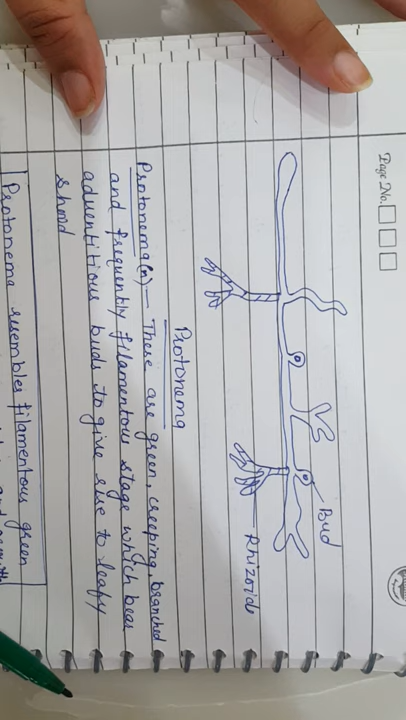 Page No.
Bud
Rhizoids
Protonema
Protonema(n) — These are green, creeping, branched
and frequently filamentous stage which bear
adventitious buds to give rise to leafy
shoot
Protonema resembles filamentous green